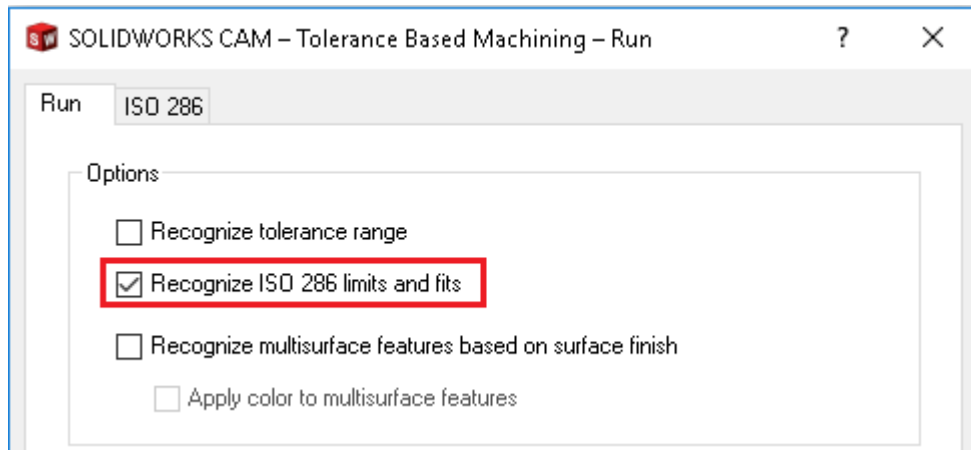 SW SOLIDWORKS CAM – Tolerance Based Machining – Run ? ×
Run ISO 286
Options
Recognize tolerance range
Recognize ISO 286 limits and fits
Recognize multisurface features based on surface finish
Apply color to multisurface features